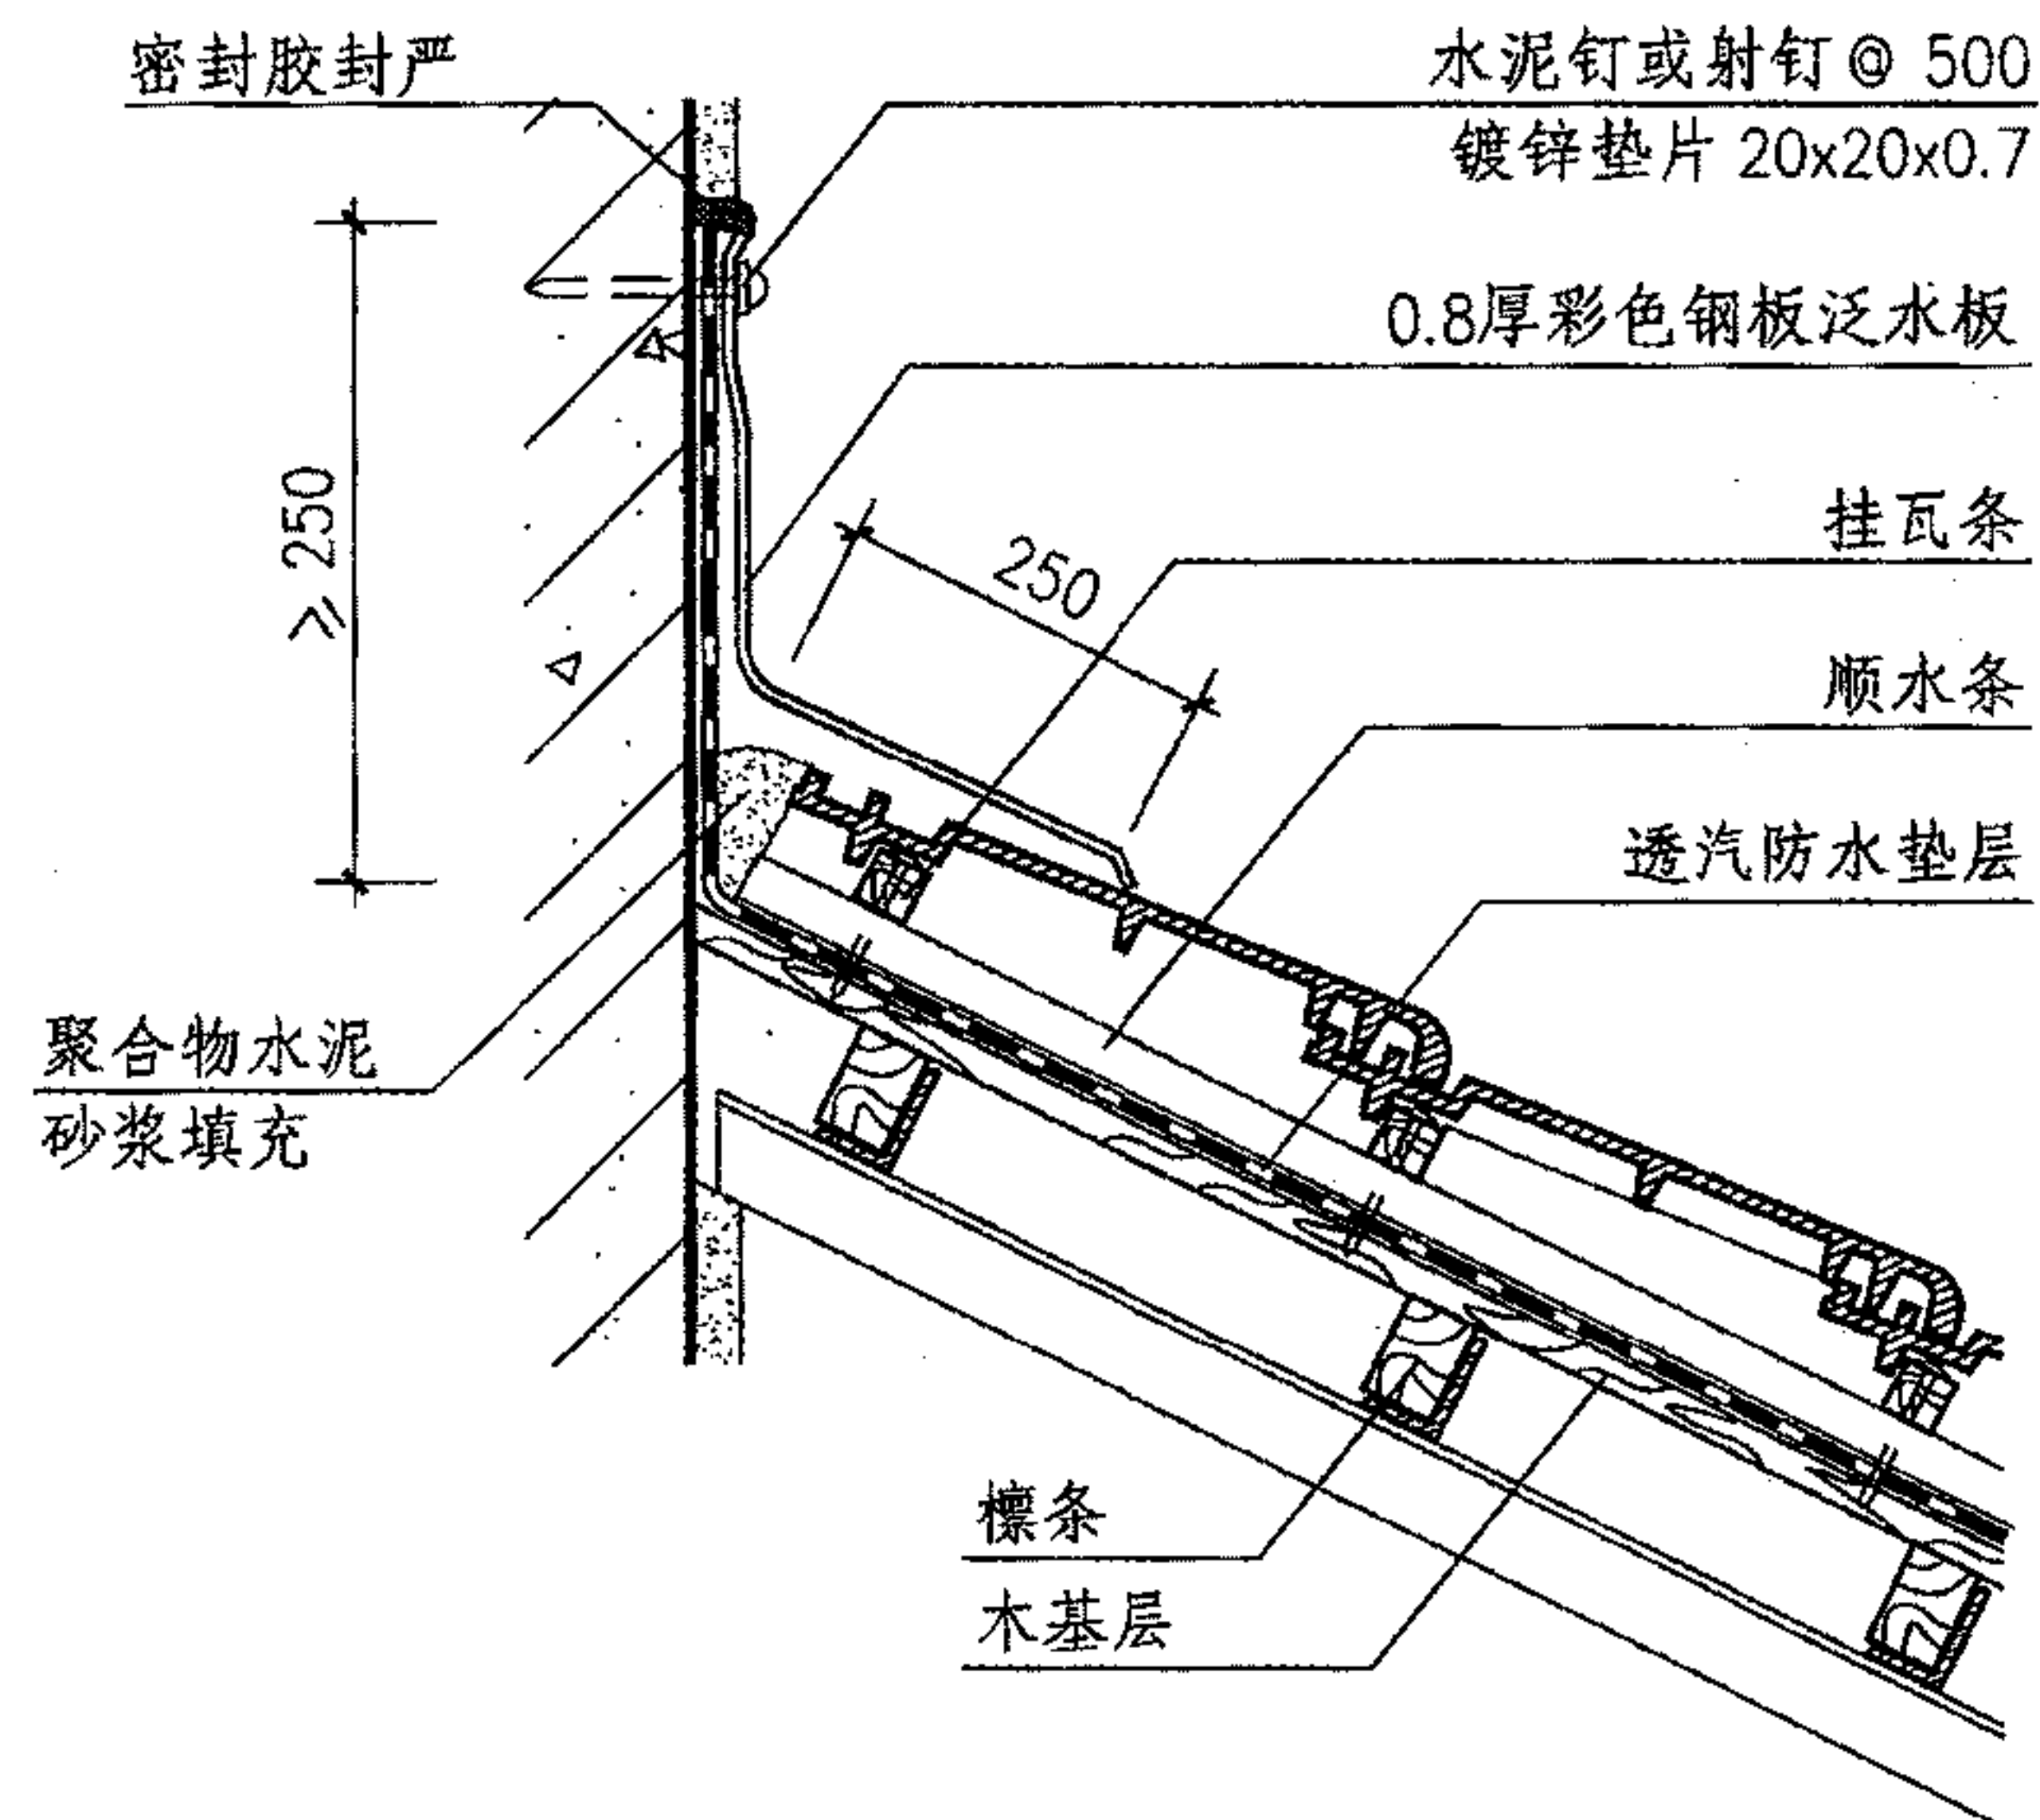 密封胶封严
水泥钉或射钉@ 500
镀锌垫片 20x20x0.7
0.8厚彩色钢板泛水板
≥250
250
挂瓦条
顺水条
透汽防水垫层
聚合物水泥
砂浆填充
檩条
木基层